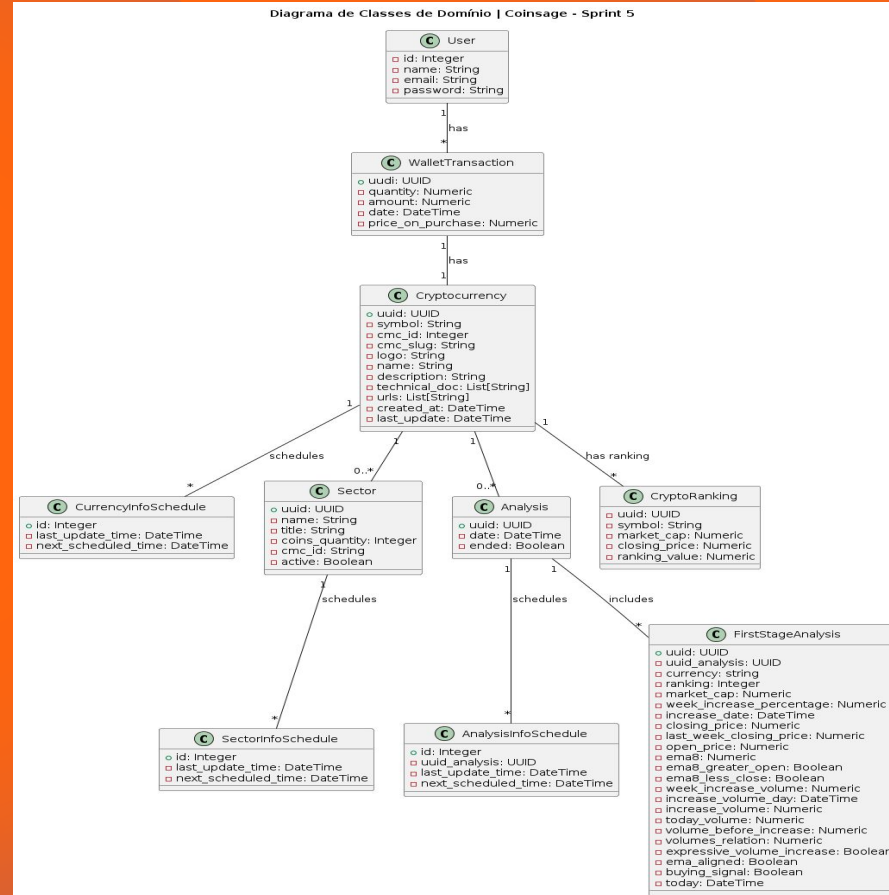 Diagrama de Classes de Domínio | Coinsage - Sprint 5
C User
id: Integer
name: String
email: String
password: String
1
has
*
C WalletTransaction
uudi: UUID
quantity: Numeric
amount: Numeric
date: DateTime
price_on_purchase: Numeric
1
has
1
C Cryptocurrency
uuid: UUID
symbol: String
cmc_id: Integer
cmc_slug: String
logo: String
name: String
description: String
technical_doc: List[String]
urls: List[String]
created_at: DateTime
last_update: DateTime
1
schedules
*
1
0..*
1
0..*
1
has ranking
*
C CurrencyInfoSchedule
id: Integer
last_update_time: DateTime
next_scheduled_time: DateTime
C Sector
uuid: UUID
name: String
title: String
coins_quantity: Integer
cmc_id: String
active: Boolean
C Analysis
uuid: UUID
date: DateTime
ended: Boolean
C CryptoRanking
uuid: UUID
symbol: String
market_cap: Numeric
closing_price: Numeric
ranking_value: Numeric
1
schedules
*
1
schedules
*
1
includes
*
C SectorInfoSchedule
id: Integer
last_update_time: DateTime
next_scheduled_time: DateTime
C AnalysisInfoSchedule
id: Integer
uuid_analysis: UUID
last_update_time: DateTime
next_scheduled_time: DateTime
C FirstStageAnalysis
uuid: UUID
uuid_analysis: UUID
currency: string
ranking: Integer
market_cap: Numeric
week_increase_percentage: Numeric
increase_date: DateTime
closing_price: Numeric
last_week_closing_price: Numeric
open_price: Numeric
ema8: Numeric
ema8_greater_open: Boolean
ema8_less_close: Boolean
week_increase_volume: Numeric
increase_volume_day: DateTime
increase_volume: Numeric
today_volume: Numeric
volume_before_increase: Numeric
volumes_relation: Numeric
expressive_volume_increase: Boolean
ema_aligned: Boolean
buying_signal: Boolean
today: DateTime